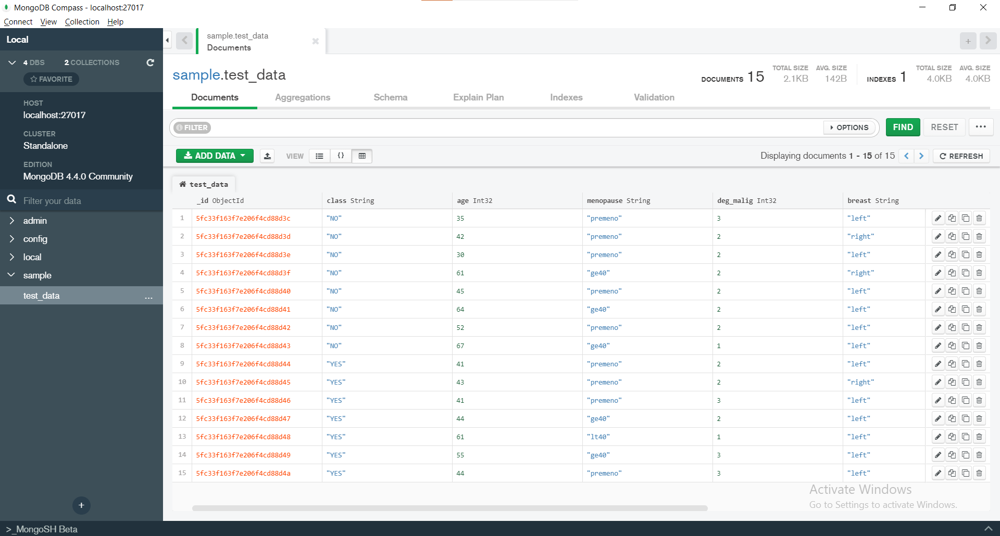 MongoDB Compass - localhost:27017
Connect View Collection Help
Local
4 DBS 2 COLLECTIONS
FAVORITE
HOST
localhost:27017
CLUSTER
Standalone
EDITION
MongoDB 4.4.0 Community
Filter your data
admin
config
local
sample
test_data ...
>_MongoSH Beta
sample.test_data
Documents
sample.test_data
DOCUMENTS 15 TOTAL SIZE 2.1KB AVG. SIZE 142B INDEXES 1 TOTAL SIZE 4.0KB AVG. SIZE 4.0KB
Documents Aggregations Schema Explain Plan Indexes Validation
FILTER OPTIONS FIND RESET ...
ADD DATA VIEW {} Displaying documents 1 - 15 of 15 REFRESH
test_data
_id ObjectId class String age Int32 menopause String deg_malig Int32 breast String
1 5fc33f163f7e206f4cd88d3c "NO" 35 "premeno" 3 "left"
2 5fc33f163f7e206f4cd88d3d "NO" 42 "premeno" 2 "right"
3 5fc33f163f7e206f4cd88d3e "NO" 30 "premeno" 2 "left"
4 5fc33f163f7e206f4cd88d3f "NO" 61 "ge40" 2 "right"
5 5fc33f163f7e206f4cd88d40 "NO" 45 "premeno" 2 "left"
6 5fc33f163f7e206f4cd88d41 "NO" 64 "ge40" 2 "left"
7 5fc33f163f7e206f4cd88d42 "NO" 52 "premeno" 2 "left"
8 5fc33f163f7e206f4cd88d43 "NO" 67 "ge40" 1 "left"
9 5fc33f163f7e206f4cd88d44 "YES" 41 "premeno" 2 "left"
10 5fc33f163f7e206f4cd88d45 "YES" 43 "premeno" 2 "right"
11 5fc33f163f7e206f4cd88d46 "YES" 41 "premeno" 3 "left"
12 5fc33f163f7e206f4cd88d47 "YES" 44 "ge40" 2 "left"
13 5fc33f163f7e206f4cd88d48 "YES" 61 "lt40" 1 "left"
14 5fc33f163f7e206f4cd88d49 "YES" 55 "ge40" 3 "left"
15 5fc33f163f7e206f4cd88d4a "YES" 44 "premeno" 3 "left"
Activate Windows
Go to Settings to activate Windows.